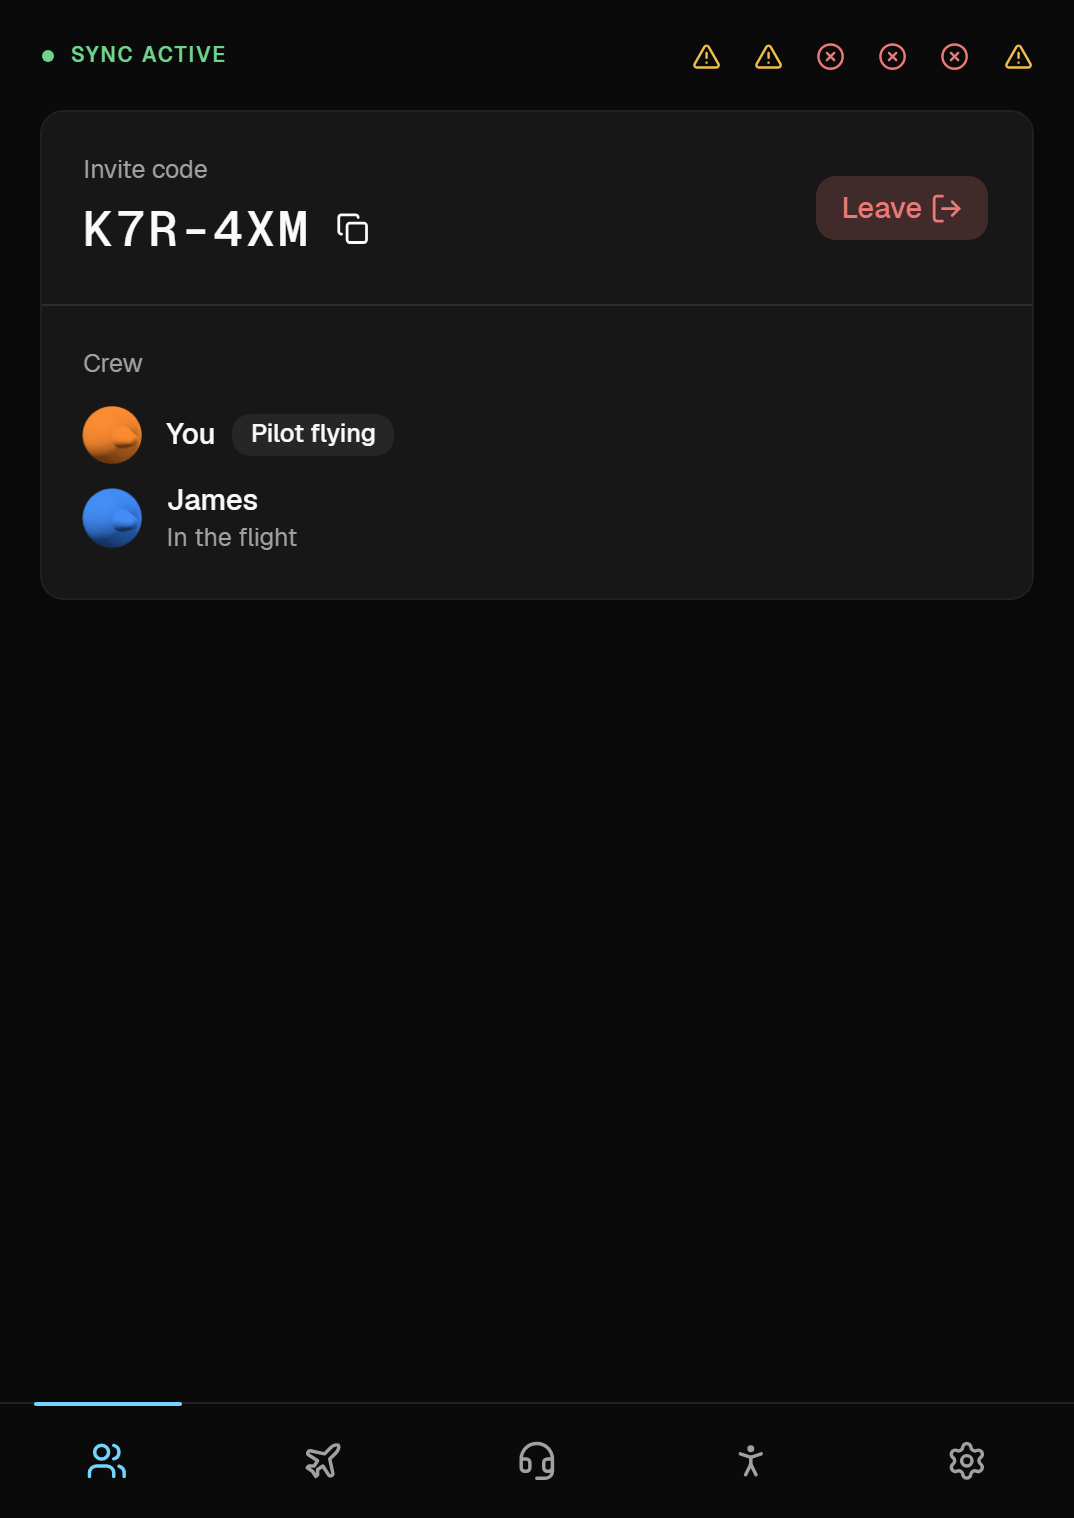 SYNC ACTIVE
Invite code
K7R-4XM
Leave
Crew
You
Pilot flying
James
In the flight